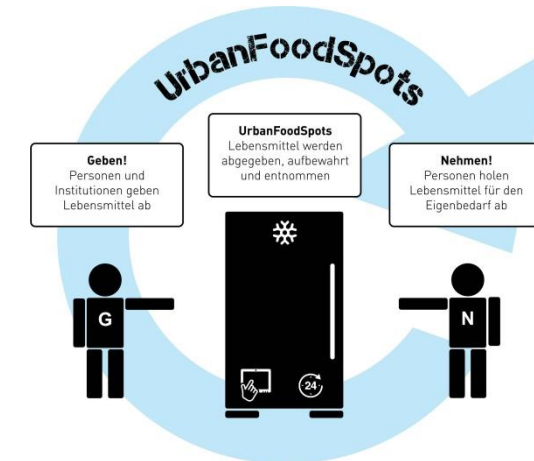 UrbanFoodSpots
UrbanFoodSpots
Lebensmittel werden
abgegeben, aufbewahrt
und entnommen
Geben!
Personen und
Institutionen geben
Lebensmittel ab
Nehmen!
Personen holen
Lebensmittel für den
Eigenbedarf ab
G
N
24